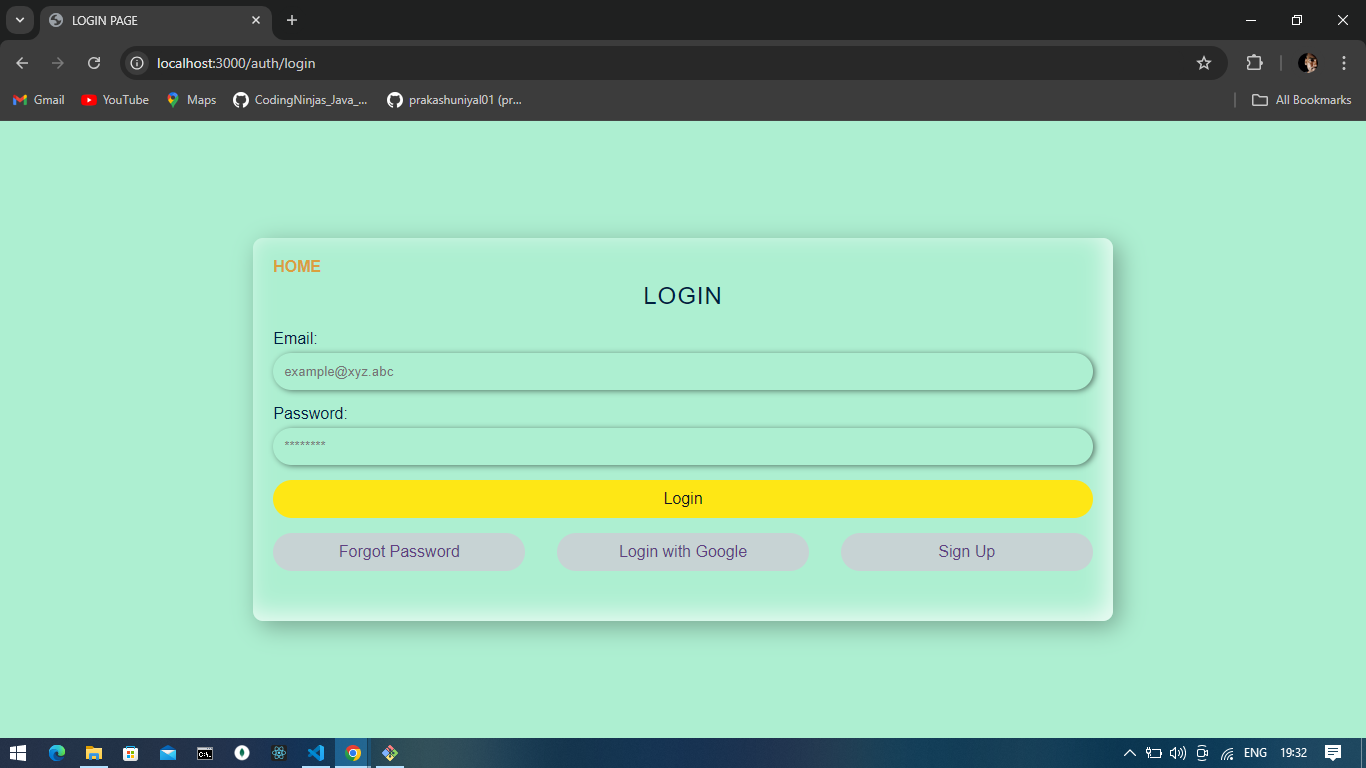 LOGIN PAGE
localhost:3000/auth/login
Gmail YouTube Maps CodingNinjas_Java_... prakashuniyal01 (pr... All Bookmarks
HOME
LOGIN
Email:
example@xyz.abc
Password:
********
Login
Forgot Password Login with Google Sign Up
ENG 19:32